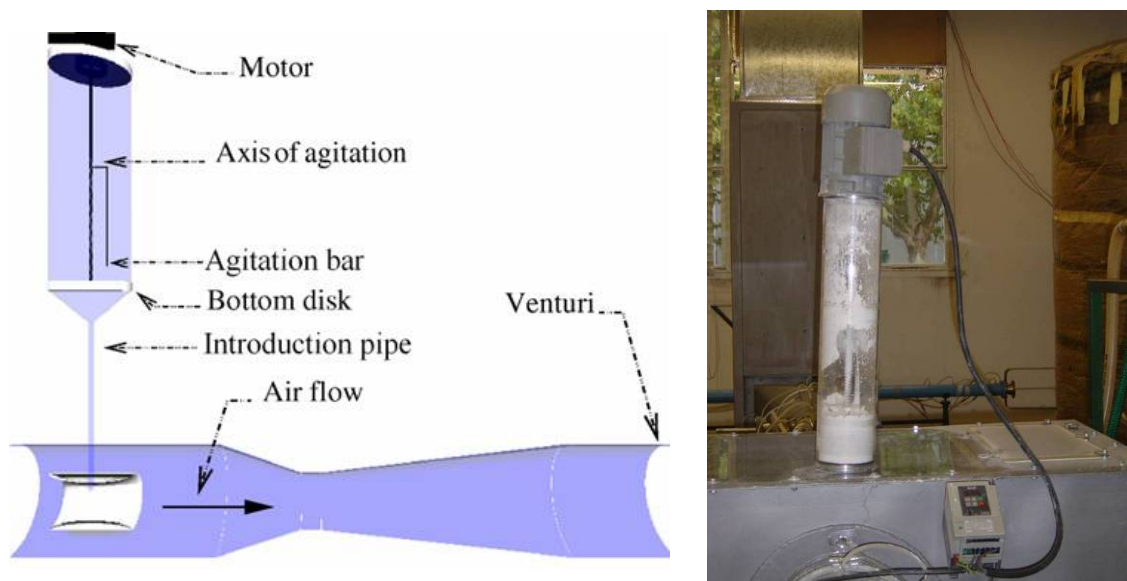 Motor
Axis of agitation
Agitation bar
Bottom disk
Venturi
Introduction pipe
Air flow